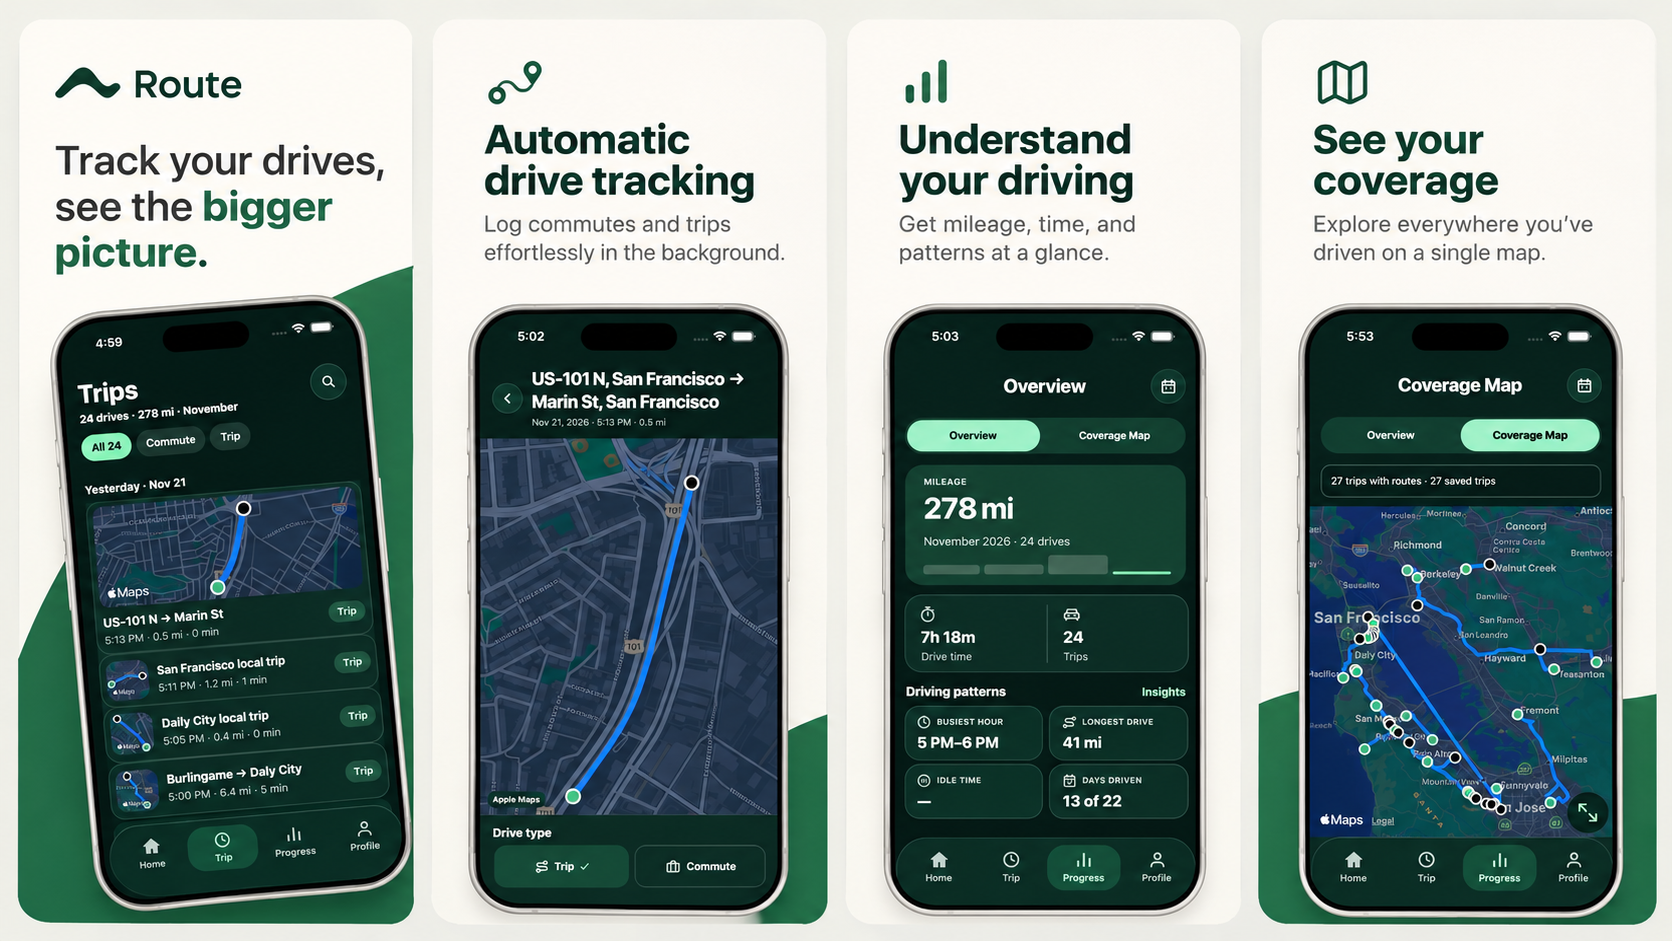 Route
Track your drives,
see the bigger
picture.
4:59
Trips
24 drives · 278 mi · November
All 24
Commute
Trip
Yesterday · Nov 21
Maps
US-101 N → Marin St
5:13 PM · 0.5 mi · 0 min
Trip
San Francisco local trip
5:11 PM · 1.2 mi · 1 min
Trip
Daily City local trip
5:05 PM · 0.4 mi · 0 min
Trip
Burlingame → Daly City
5:00 PM · 6.4 mi · 5 min
Trip
Home
Trip
Progress
Profile
Automatic
drive tracking
Log commutes and trips
effortlessly in the background.
5:02
US-101 N, San Francisco →
Marin St, San Francisco
Nov 21, 2026 · 5:13 PM · 0.5 mi
101
101
101
Apple Maps
Drive type
Trip ✓
Commute
Understand
your driving
Get mileage, time, and
patterns at a glance.
5:03
Overview
Overview
Coverage Map
MILEAGE
278 mi
November 2026 · 24 drives
7h 18m
Drive time
24
Trips
Driving patterns
Insights
BUSIEST HOUR
5 PM–6 PM
LONGEST DRIVE
41 mi
IDLE TIME
—
DAYS DRIVEN
13 of 22
Home
Trip
Progress
Profile
See your
coverage
Explore everywhere you’ve
driven on a single map.
5:53
Coverage Map
Overview
Coverage Map
27 trips with routes · 27 saved trips
Hercules
Antioc
Concord
Richmond
Brentwoo
Berkeley
Walnut Creek
Danville
San Francisco
San Ramon
San Leandro
Daly City
Hayward
Pacific
Fremont
Milpitas
Sunnyvale
Jose
Maps
Legal
Home
Trip
Progress
Profile